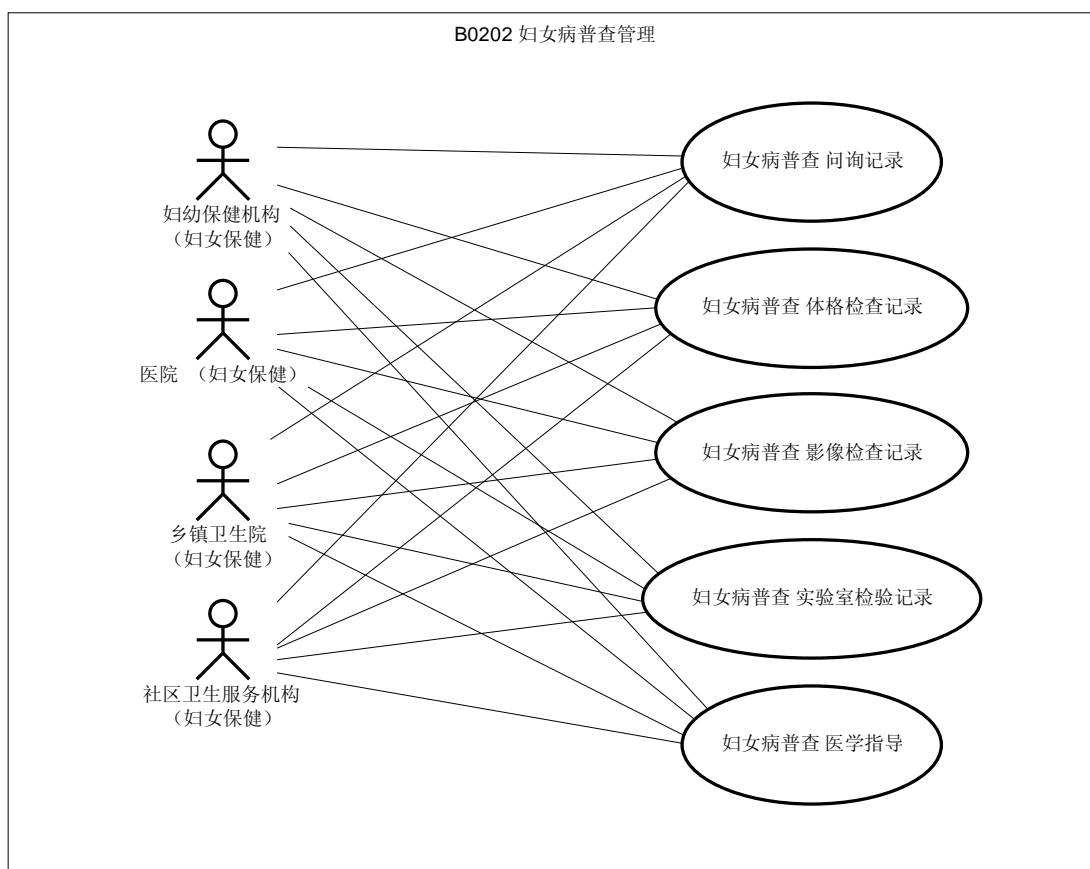 B0202 妇女病普查管理
妇女病普查 问询记录
妇幼保健机构
（妇女保健）
妇女病普查 体格检查记录
医院 （妇女保健）
妇女病普查 影像检查记录
乡镇卫生院
（妇女保健）
妇女病普查 实验室检验记录
社区卫生服务机构
（妇女保健）
妇女病普查 医学指导